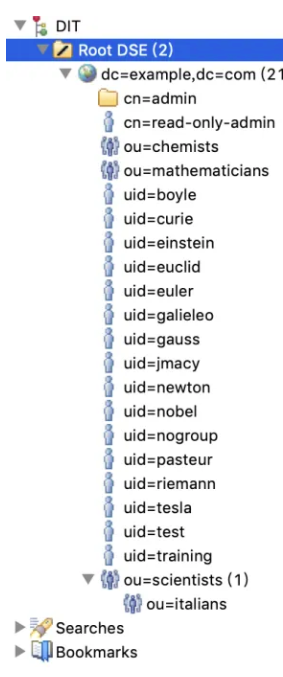 DIT
Root DSE (2)
dc=example,dc=com (21
cn=admin
cn=read-only-admin
ou=chemists
ou=mathematicians
uid=boyle
uid=curie
uid=einstein
uid=euclid
uid=euler
uid=galieleo
uid=gauss
uid=jmacy
uid=newton
uid=nobel
uid=nogroup
uid=pasteur
uid=riemann
uid=tesla
uid=test
uid=training
ou=scientists (1)
ou=italians
Searches
Bookmarks